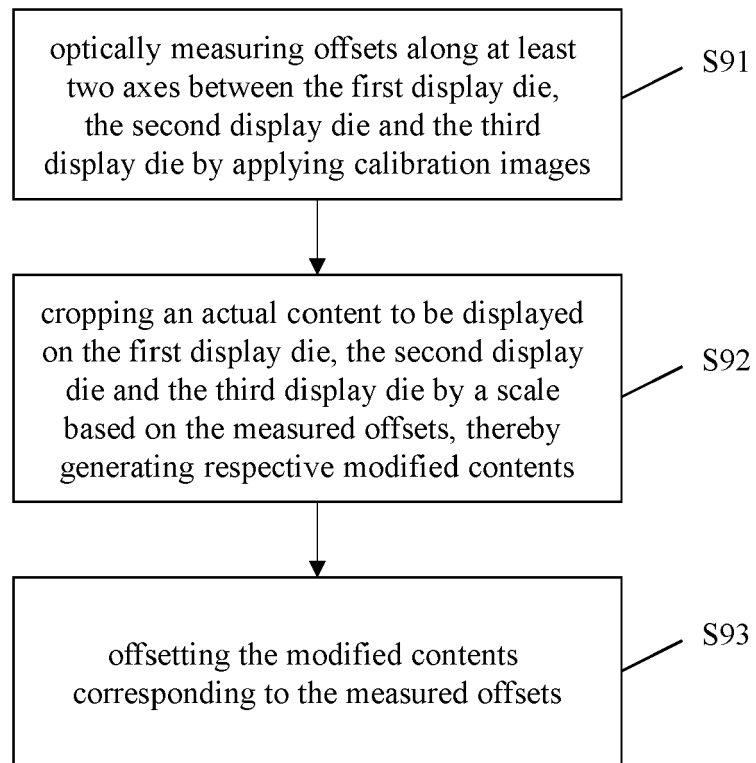 optically measuring offsets along at least
two axes between the first display die,
the second display die and the third
display die by applying calibration images
S91
cropping an actual content to be displayed
on the first display die, the second display
die and the third display die by a scale
based on the measured offsets, thereby
generating respective modified contents
S92
offsetting the modified contents
corresponding to the measured offsets
S93